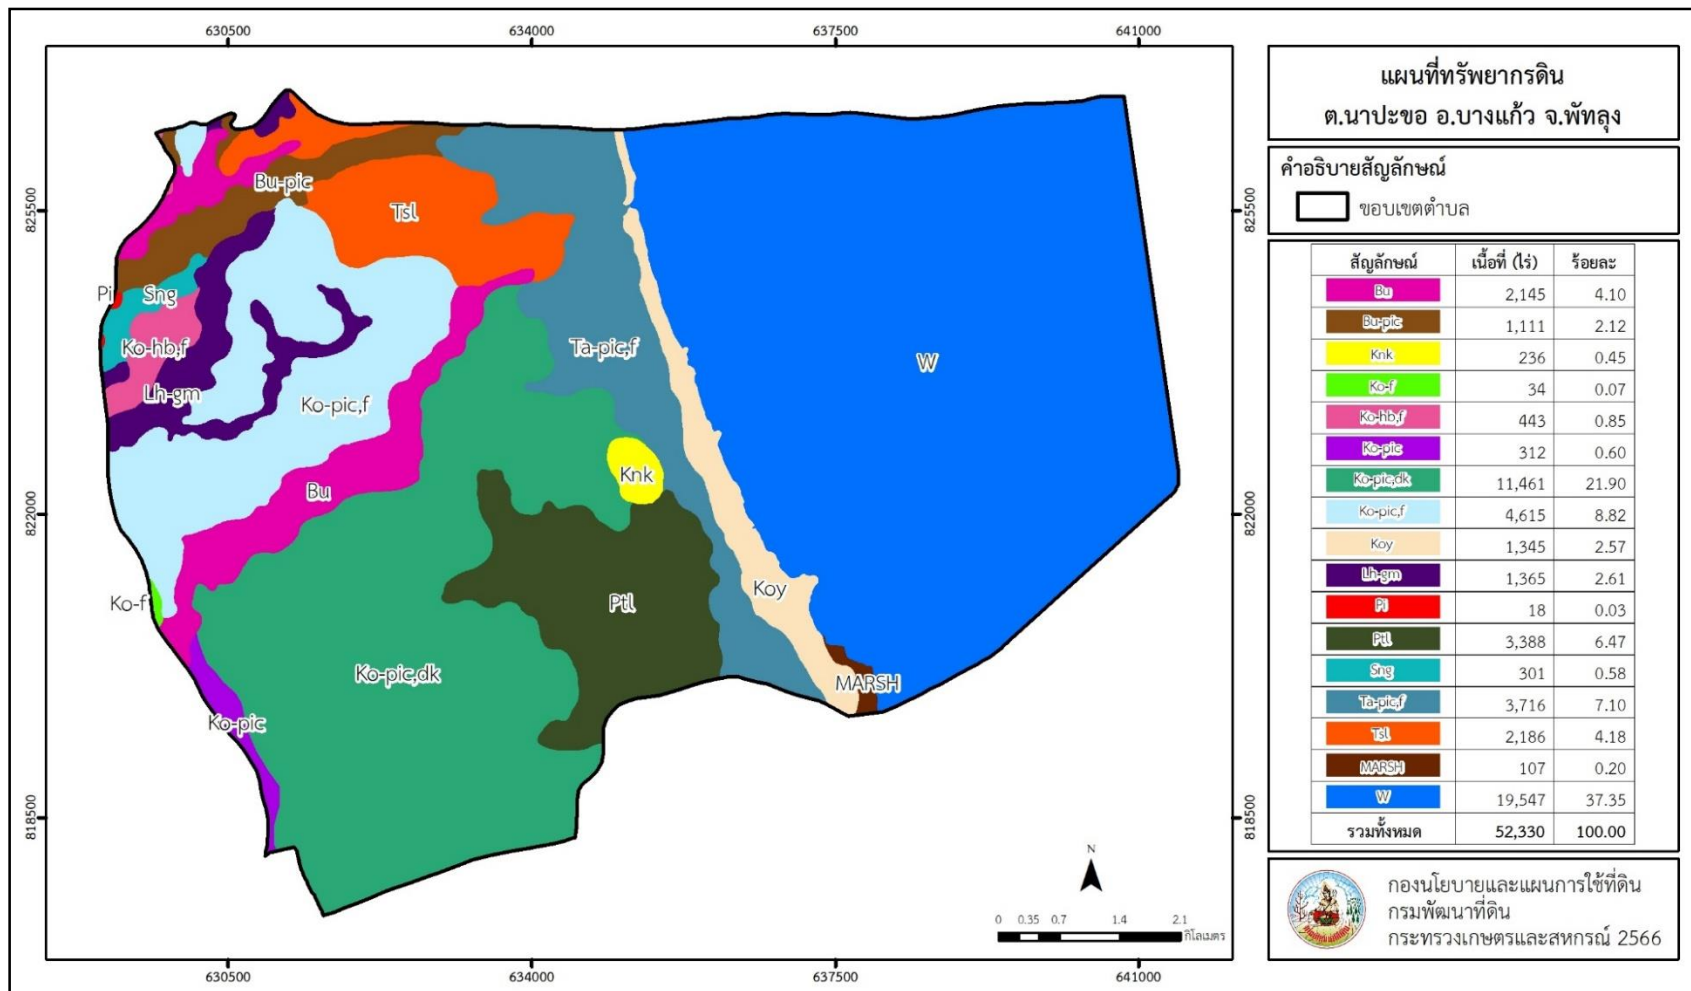 630500 634000 637500 641000
825500 825500
822000 822000
818500 818500
630500 634000 637500 641000
Bu-pic
Tsl
Pi
Sng
Ko-hb,f
Ta-pic,f
W
Lh-gm
Ko-pic,f
Knk
Bu
Koy
Ko-f
Ptl
Ko-pic,dk
MARSH
Ko-pic
N
0 0.35 0.7 1.4 2.1
กิโลเมตร
แผนที่ทรัพยากรดิน
ต.นาปะขอ อ.บางแก้ว จ.พัทลุง
คำอธิบายสัญลักษณ์
ขอบเขตตำบล
สัญลักษณ์ เนื้อที่ (ไร่) ร้อยละ
Bu 2,145 4.10
Bu-pic 1,111 2.12
Knk 236 0.45
Ko-f 34 0.07
Ko-hb,f 443 0.85
Ko-pic 312 0.60
Ko-pic,dk 11,461 21.90
Ko-pic,f 4,615 8.82
Koy 1,345 2.57
Lh-gm 1,365 2.61
Pi 18 0.03
Ptl 3,388 6.47
Sng 301 0.58
Ta-pic,f 3,716 7.10
Tsl 2,186 4.18
MARSH 107 0.20
W 19,547 37.35
รวมทั้งหมด 52,330 100.00
กองนโยบายและแผนการใช้ที่ดิน
กรมพัฒนาที่ดิน
กระทรวงเกษตรและสหกรณ์ 2566